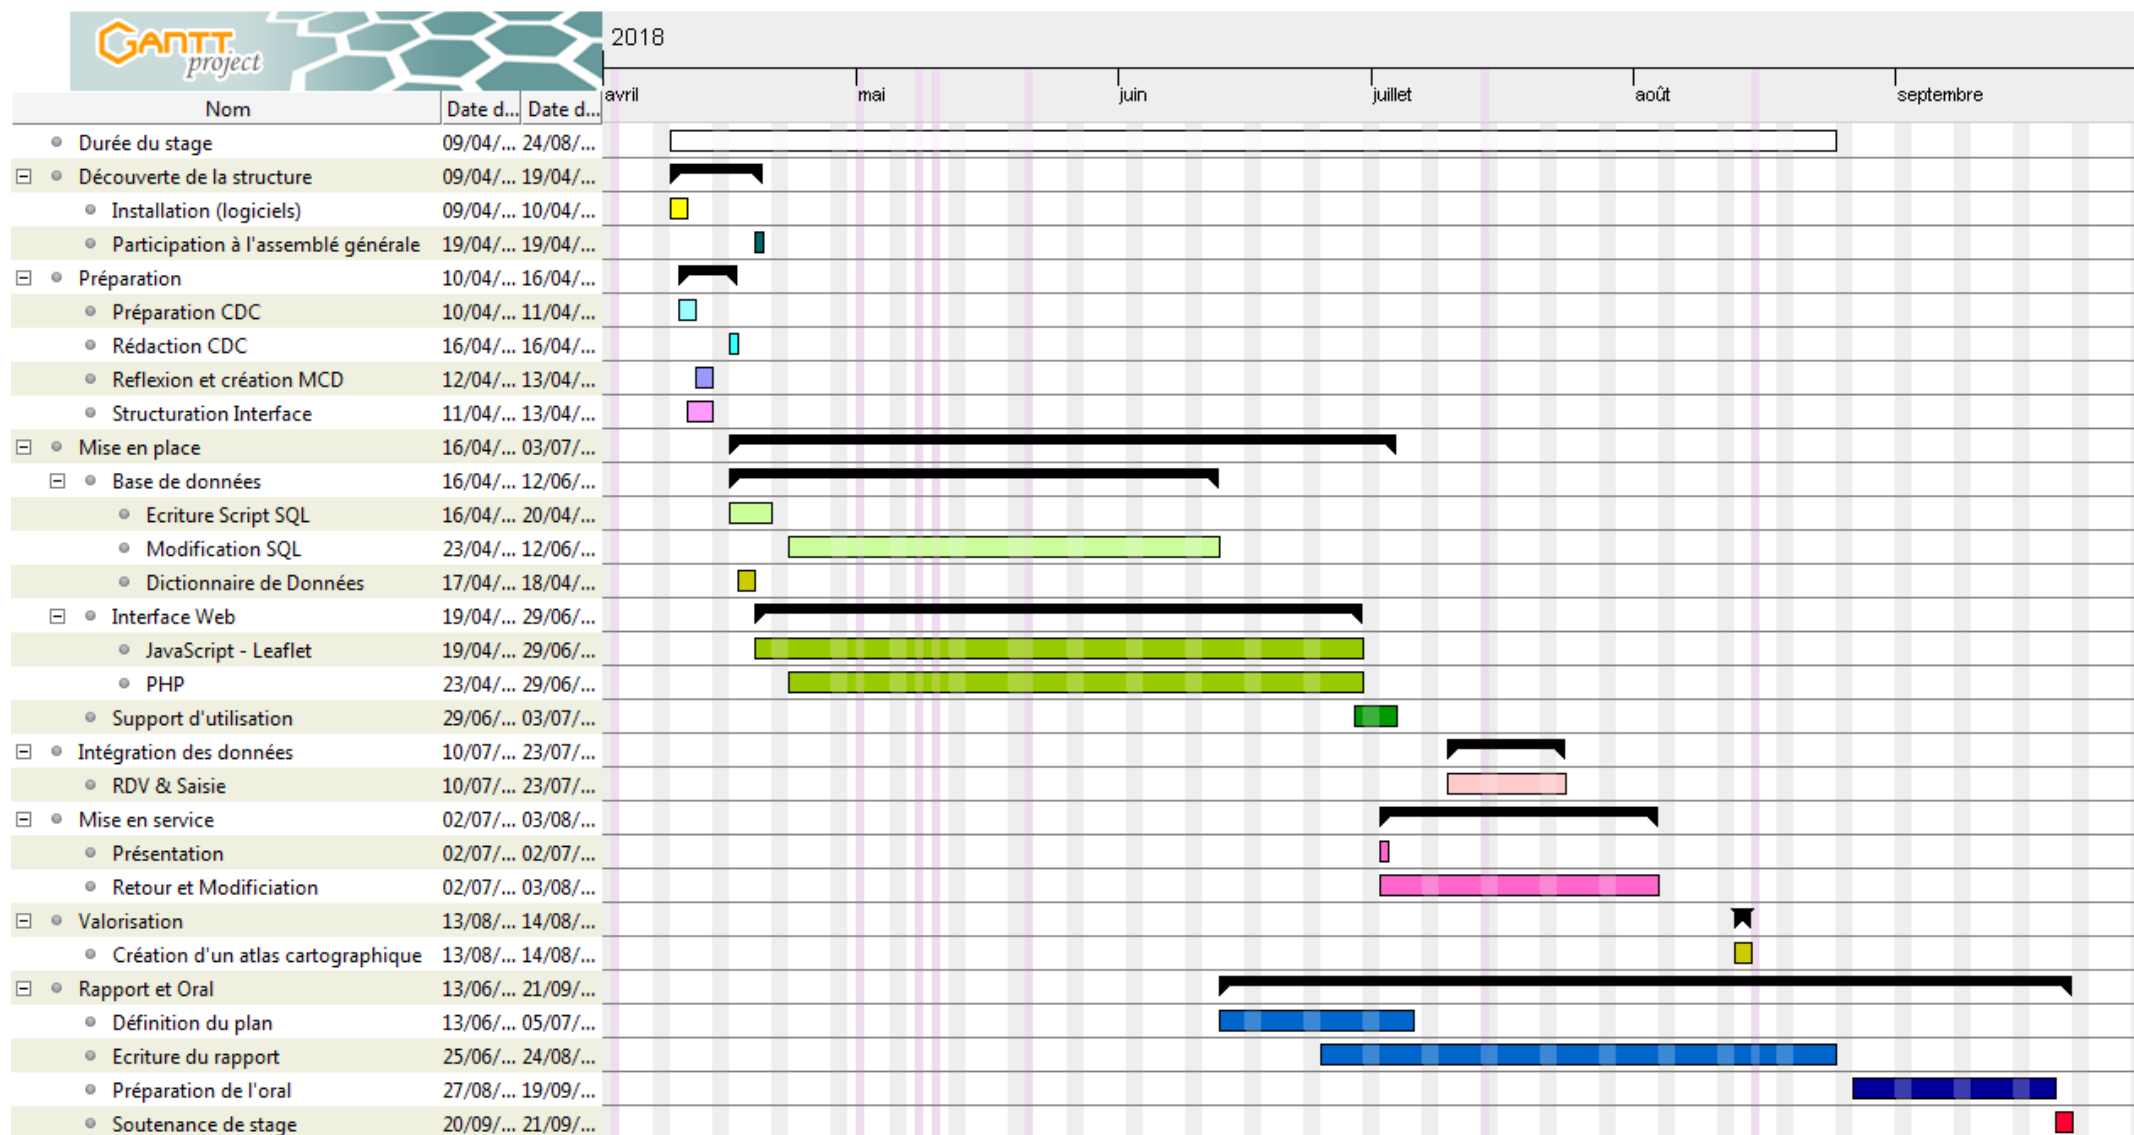 GANTT
project
2018
avril mai juin juillet août septembre
Nom Date d... Date d...
Durée du stage 09/04/... 24/08/...
Découverte de la structure 09/04/... 19/04/...
Installation (logiciels) 09/04/... 10/04/...
Participation à l'assemblé générale 19/04/... 19/04/...
Préparation 10/04/... 16/04/...
Préparation CDC 10/04/... 11/04/...
Rédaction CDC 16/04/... 16/04/...
Reflexion et création MCD 12/04/... 13/04/...
Structuration Interface 11/04/... 13/04/...
Mise en place 16/04/... 03/07/...
Base de données 16/04/... 12/06/...
Ecriture Script SQL 16/04/... 20/04/...
Modification SQL 23/04/... 12/06/...
Dictionnaire de Données 17/04/... 18/04/...
Interface Web 19/04/... 29/06/...
JavaScript - Leaflet 19/04/... 29/06/...
PHP 23/04/... 29/06/...
Support d'utilisation 29/06/... 03/07/...
Intégration des données 10/07/... 23/07/...
RDV & Saisie 10/07/... 23/07/...
Mise en service 02/07/... 03/08/...
Présentation 02/07/... 02/07/...
Retour et Modificiation 02/07/... 03/08/...
Valorisation 13/08/... 14/08/...
Création d'un atlas cartographique 13/08/... 14/08/...
Rapport et Oral 13/06/... 21/09/...
Définition du plan 13/06/... 05/07/...
Ecriture du rapport 25/06/... 24/08/...
Préparation de l'oral 27/08/... 19/09/...
Soutenance de stage 20/09/... 21/09/...